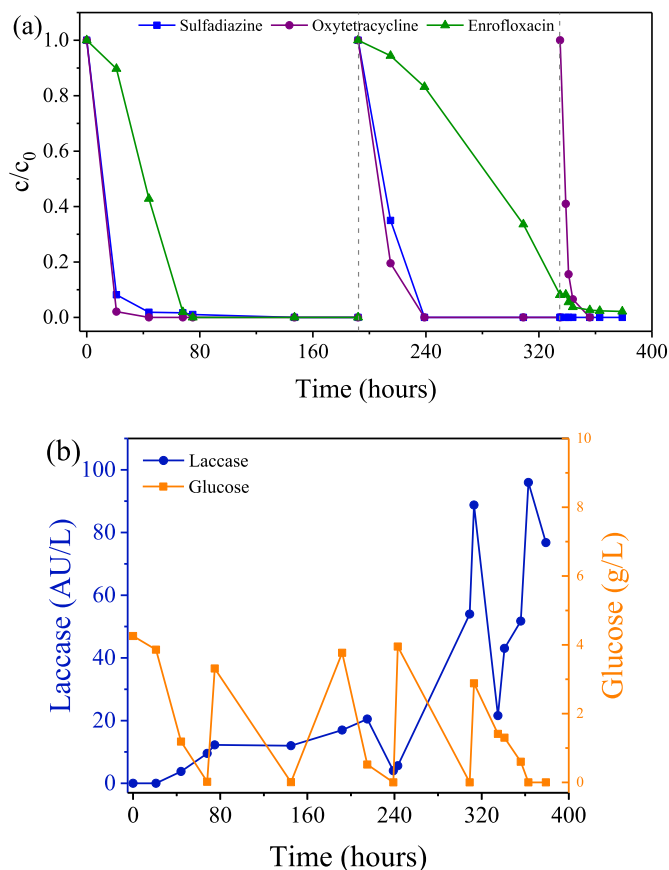 (a)
Sulfadiazine Oxytetracycline Enrofloxacin
1.0
0.8
0.6
0.4
0.2
0.0
c/c0
0 80 160 240 320 400
Time (hours)
(b)
Laccase
Glucose
100
80
60
40
20
0
Laccase (AU/L)
10
8
6
4
2
0
Glucose (g/L)
0 80 160 240 320 400
Time (hours)